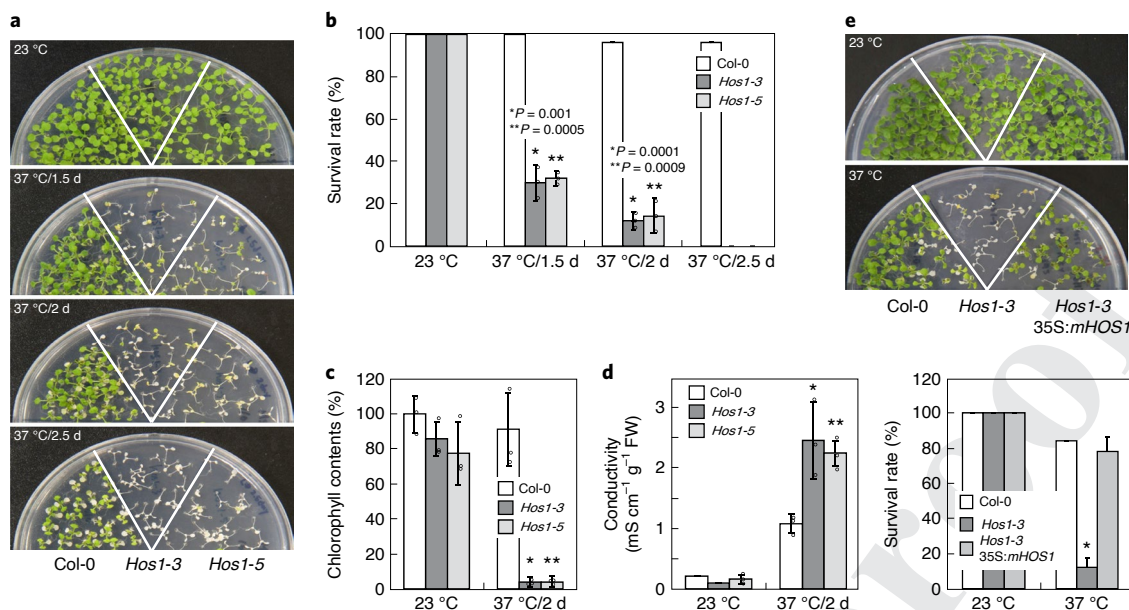 a
23 °C
37 °C/1.5 d
37 °C/2 d
37 °C/2.5 d
Col-0 Hos1-3 Hos1-5
b
Survival rate (%)
100
80
60
40
20
0
Col-0
Hos1-3
Hos1-5
*P = 0.001
**P = 0.0005
*P = 0.0001
**P = 0.0009
* ** * **
23 °C 37 °C/1.5 d 37 °C/2 d 37 °C/2.5 d
c
Chlorophyll contents (%)
120
100
80
60
40
20
0
Col-0
Hos1-3
Hos1-5
* **
23 °C 37 °C/2 d
d
Conductivity
(mS cm−1 g−1 FW)
3
2
1
0
Col-0
Hos1-3
Hos1-5
* **
23 °C 37 °C/2 d
e
23 °C
37 °C
Col-0 Hos1-3 Hos1-3
35S:mHOS1
Survival rate (%)
120
100
80
60
40
20
0
Col-0
Hos1-3
Hos1-3
35S:mHOS1
*
23 °C 37 °C